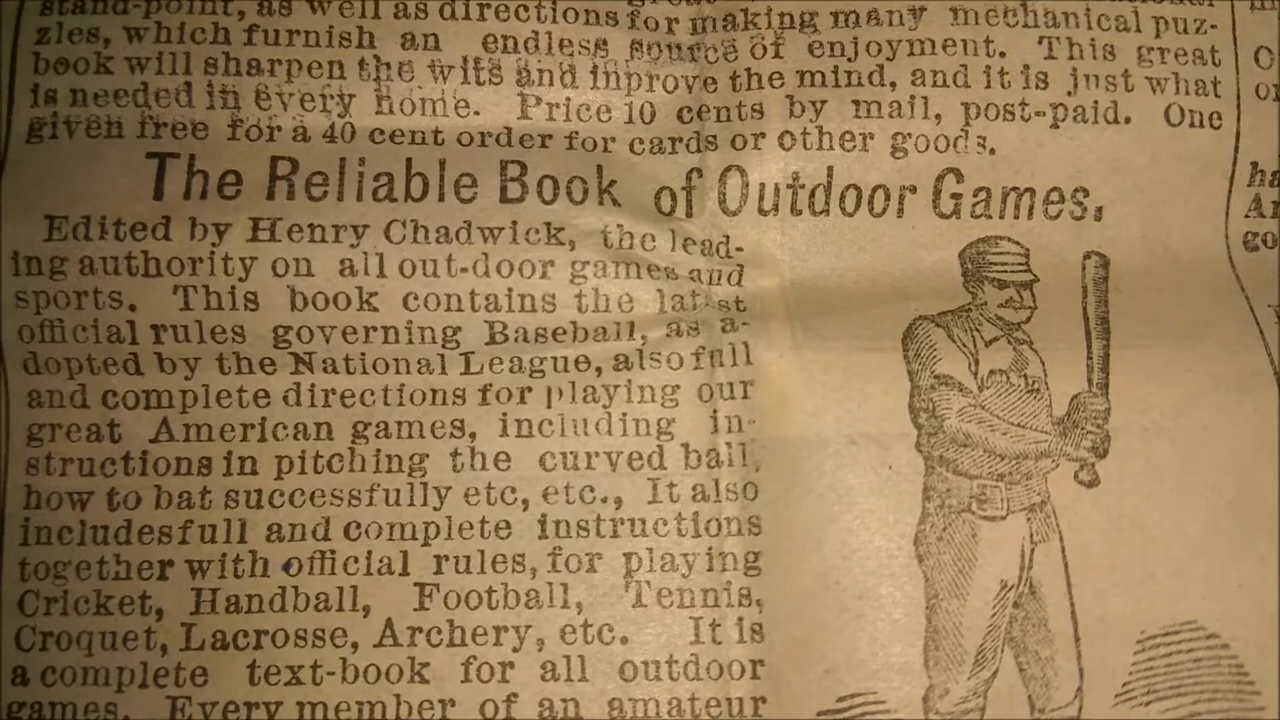 stand-point, as well as directions for making many mechanical puz-
zles, which furnish an endless source of enjoyment. This great
book will sharpen the wits and inprove the mind, and it is just what
is needed in every home. Price 10 cents by mail, post-paid. One
given free for a 40 cent order for cards or other goods.
The Reliable Book of Outdoor Games.
Edited by Henry Chadwick, the lead-
ing authority on all out-door games and
sports. This book contains the latest
official rules governing Baseball, as a-
dopted by the National League, also full
and complete directions for playing our
great American games, including in-
structions in pitching the curved ball,
how to bat successfully etc, etc., It also
includes full and complete instructions
together with official rules, for playing
Cricket, Handball, Football, Tennis,
Croquet, Lacrosse, Archery, etc. It is
a complete text-book for all outdoor
games. Every member of an amateur